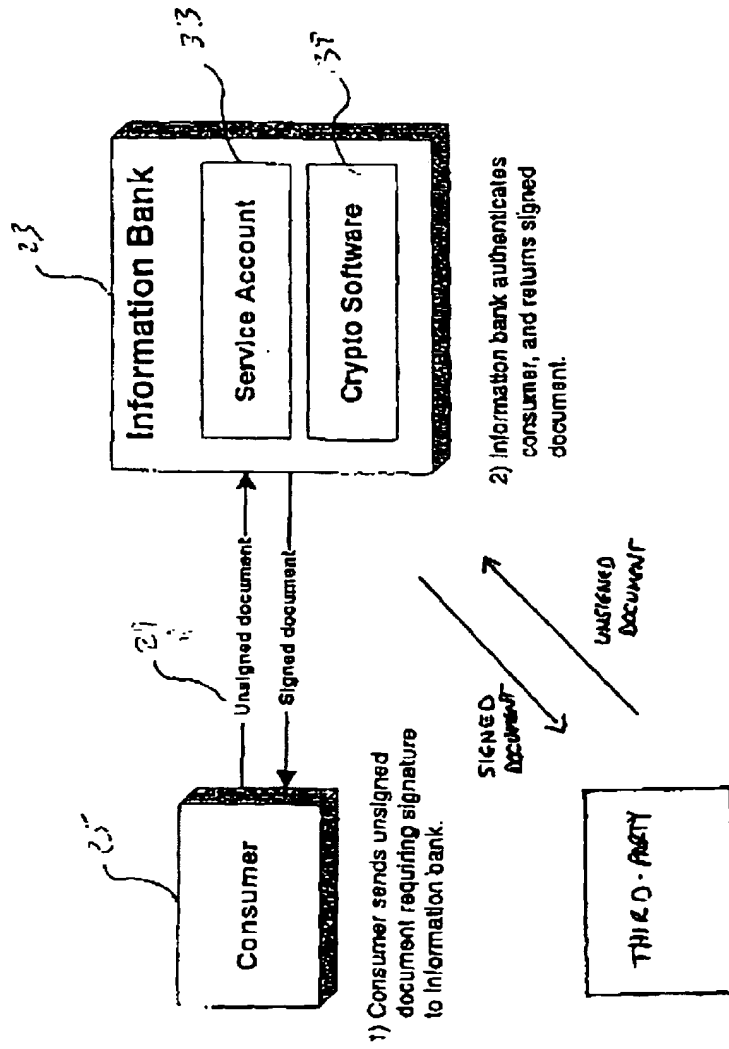 23
Information Bank
33
Service Account
Crypto Software
25
Consumer
Unsigned document
Signed document
1) Consumer sends unsigned
document requiring signature
to Information bank.
2) Information bank authenticates
consumer, and returns signed
document.
SIGNED
DOCUMENT
UNSIGNED
DOCUMENT
THIRD-PARTY